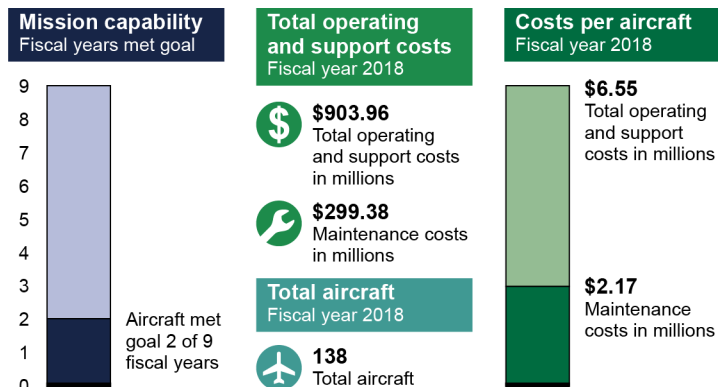 Mission capability
Fiscal years met goal
9
8
7
6
5
4
3
2
1
0
Aircraft met
goal 2 of 9
fiscal years
Total operating
and support costs
Fiscal year 2018
$903.96
Total operating
and support costs
in millions
$299.38
Maintenance costs
in millions
Total aircraft
Fiscal year 2018
138
Total aircraft
Costs per aircraft
Fiscal year 2018
$6.55
Total operating
and support
costs in millions
$2.17
Maintenance
costs in millions